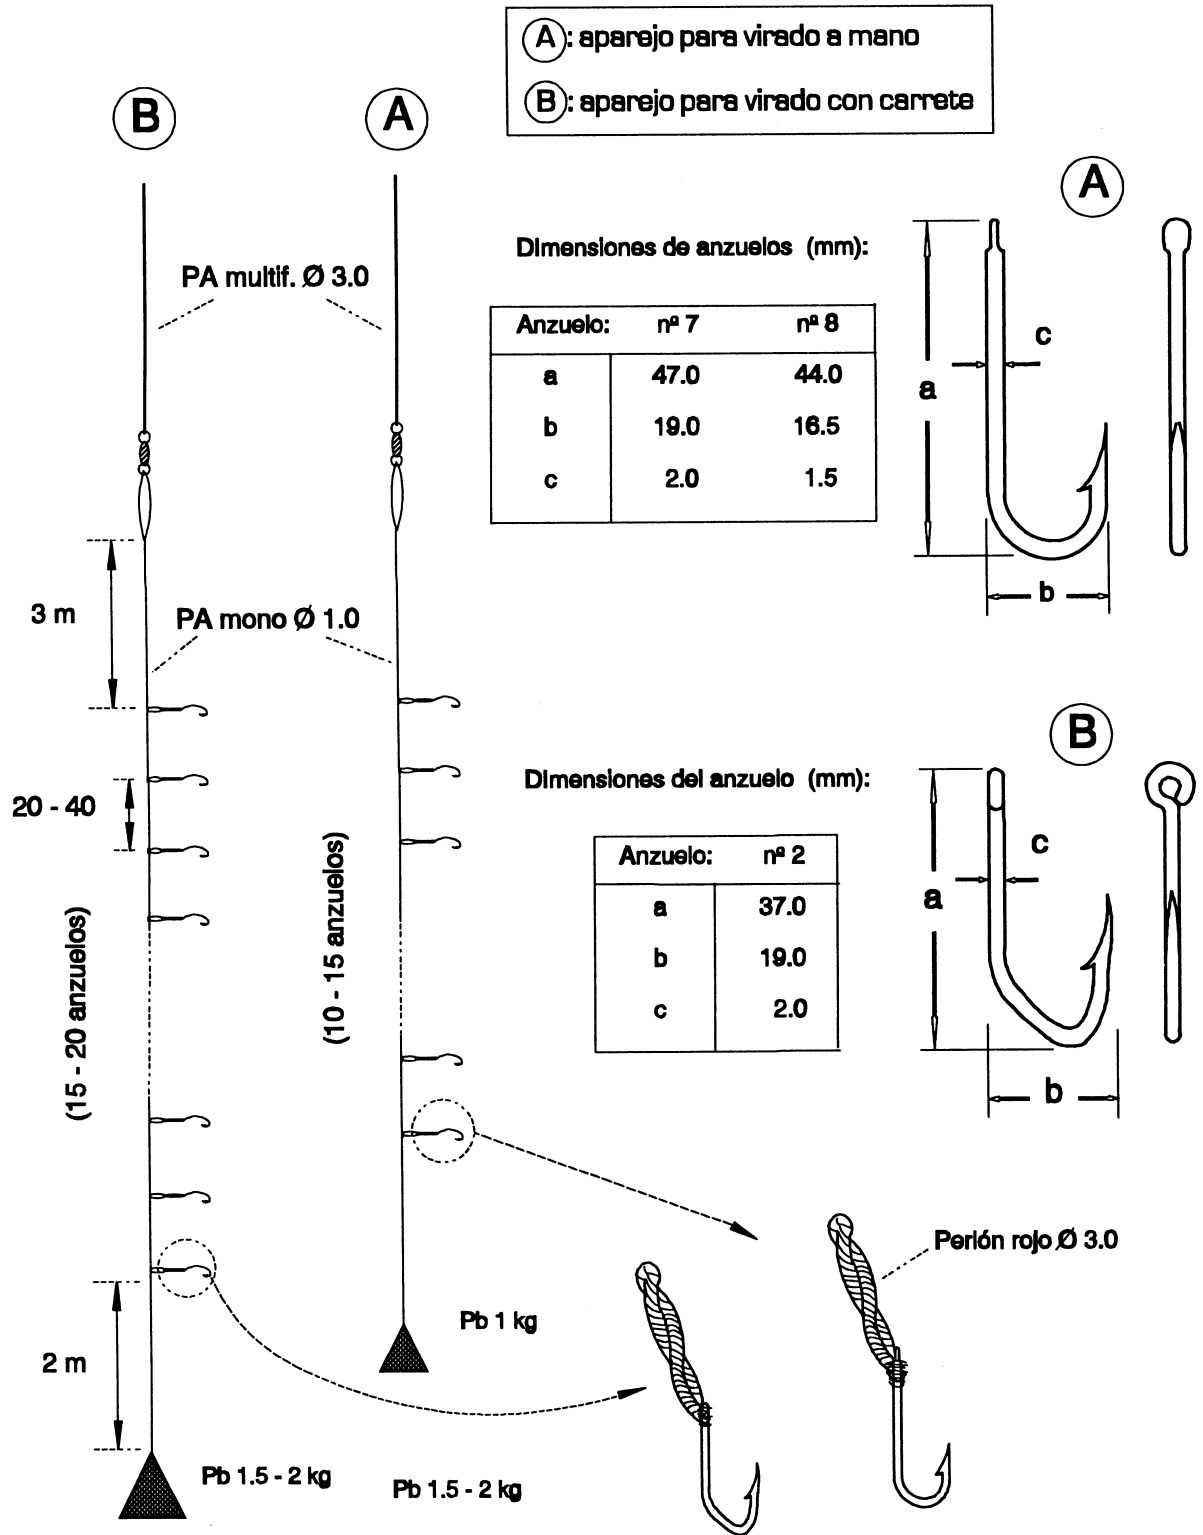 A: aparejo para virado a mano
B: aparejo para virado con carrete
B
A
PA multif. Ø 3.0
3 m
PA mono Ø 1.0
20 - 40
(15 - 20 anzuelos)
(10 - 15 anzuelos)
2 m
Pb 1 kg
Pb 1.5 - 2 kg
Pb 1.5 - 2 kg
Dimensiones de anzuelos (mm):
Anzuelo: nº 7 nº 8
a 47.0 44.0
b 19.0 16.5
c 2.0 1.5
A
a
c
b
Dimensiones del anzuelo (mm):
Anzuelo: nº 2
a 37.0
b 19.0
c 2.0
B
a
c
b
Perlón rojo Ø 3.0